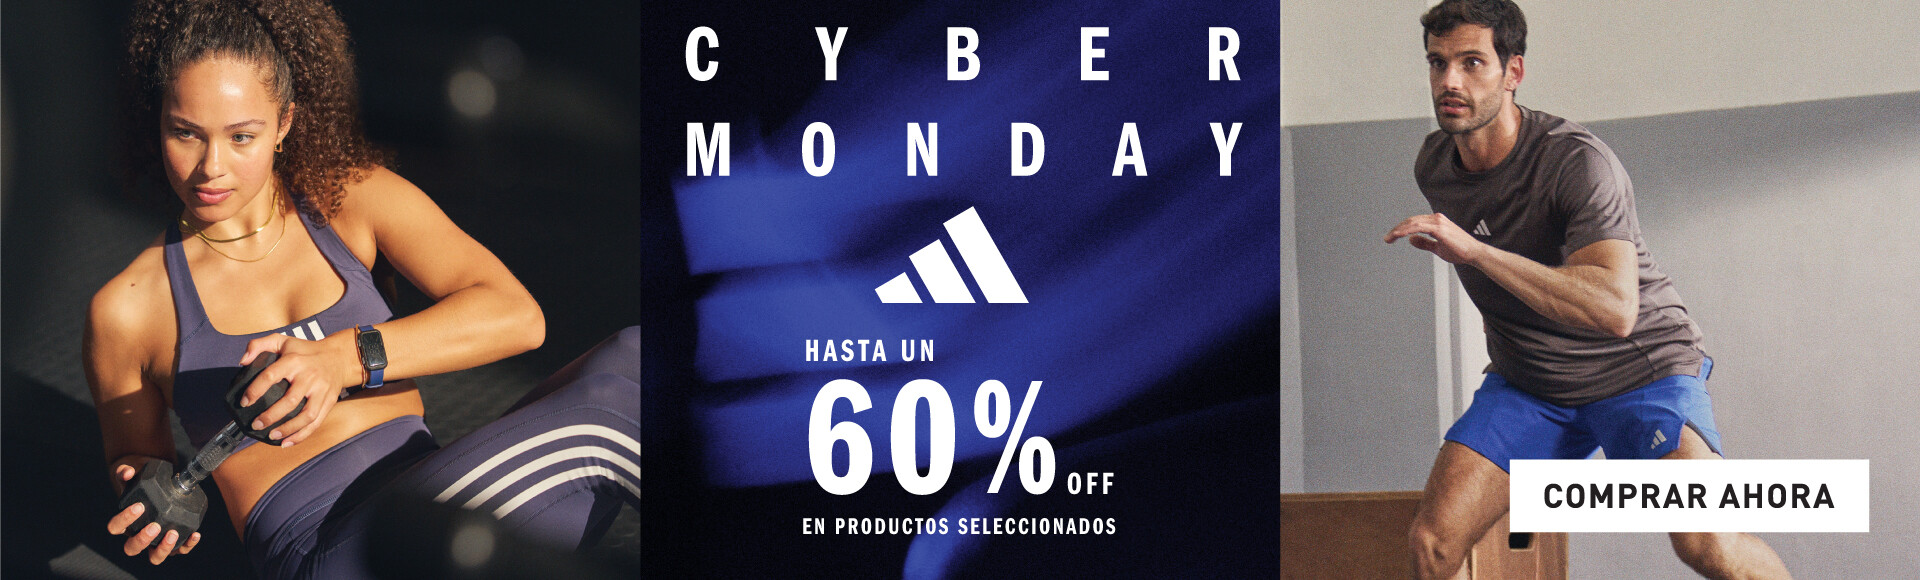 CYBER
MONDAY
HASTA UN
60% OFF
EN PRODUCTOS SELECCIONADOS
COMPRAR AHORA